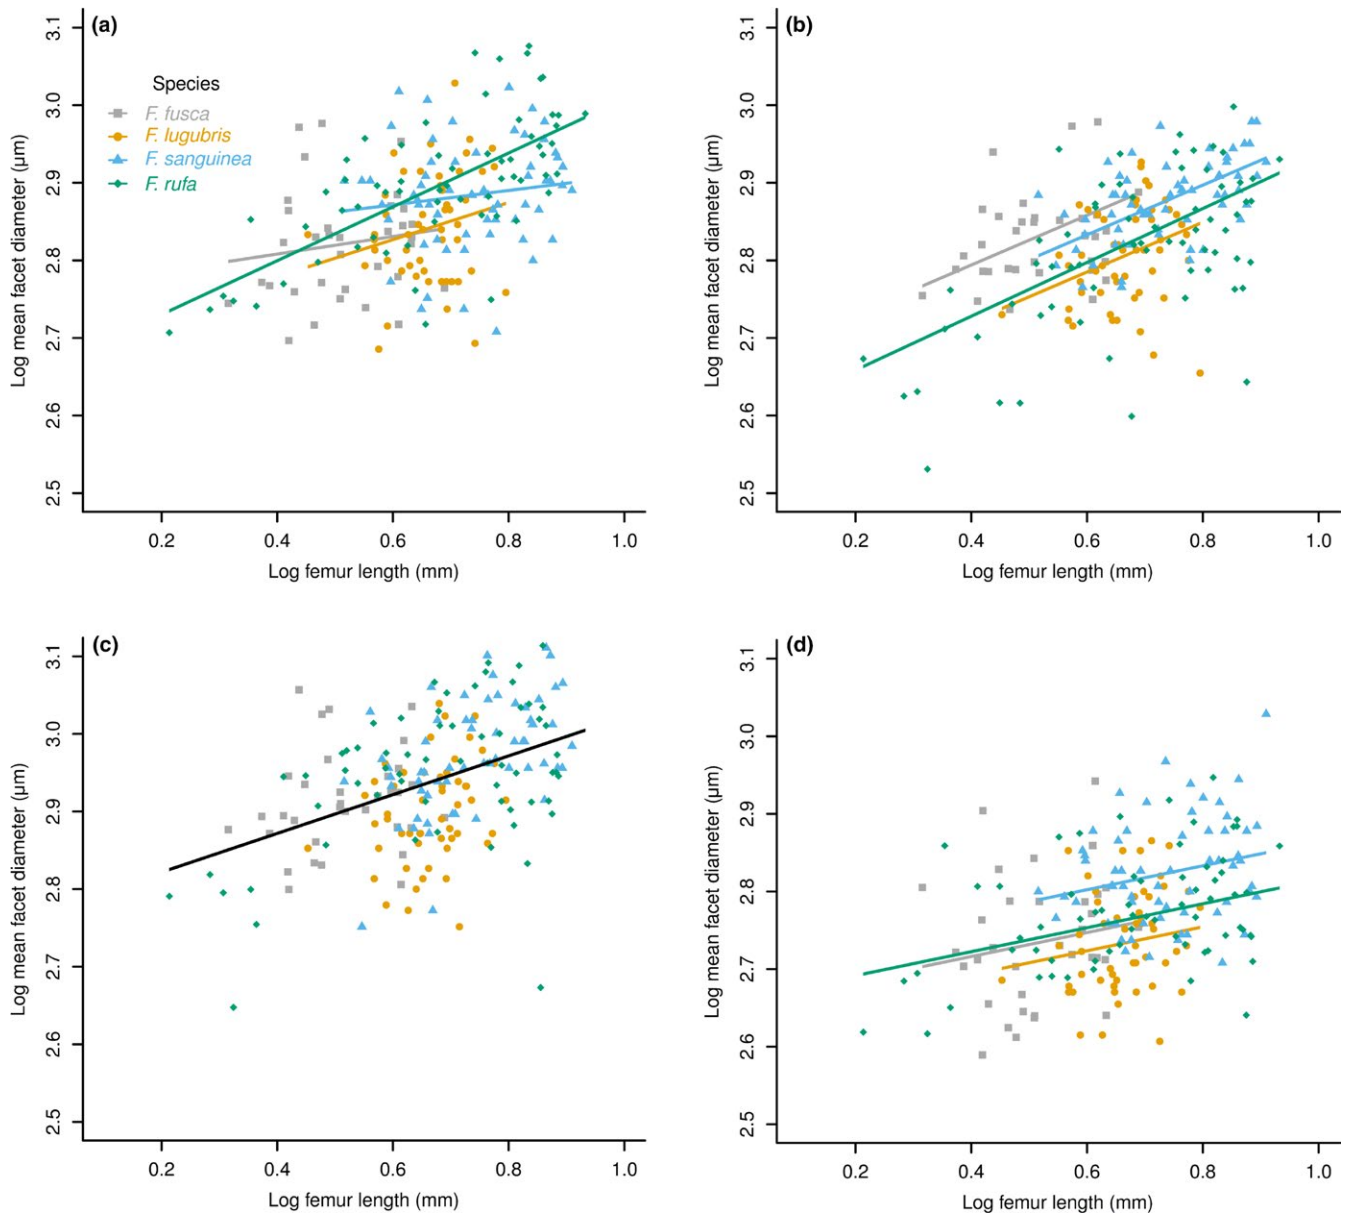 (a)
Species
F. fusca
F. lugubris
F. sanguinea
F. rufa
3.1
3.0
2.9
2.8
2.7
2.6
2.5
Log mean facet diameter (µm)
0.2 0.4 0.6 0.8 1.0
Log femur length (mm)
(b)
3.1
3.0
2.9
2.8
2.7
2.6
2.5
Log mean facet diameter (µm)
0.2 0.4 0.6 0.8 1.0
Log femur length (mm)
(c)
3.1
3.0
2.9
2.8
2.7
2.6
2.5
Log mean facet diameter (µm)
0.2 0.4 0.6 0.8 1.0
Log femur length (mm)
(d)
3.1
3.0
2.9
2.8
2.7
2.6
2.5
Log mean facet diameter (µm)
0.2 0.4 0.6 0.8 1.0
Log femur length (mm)